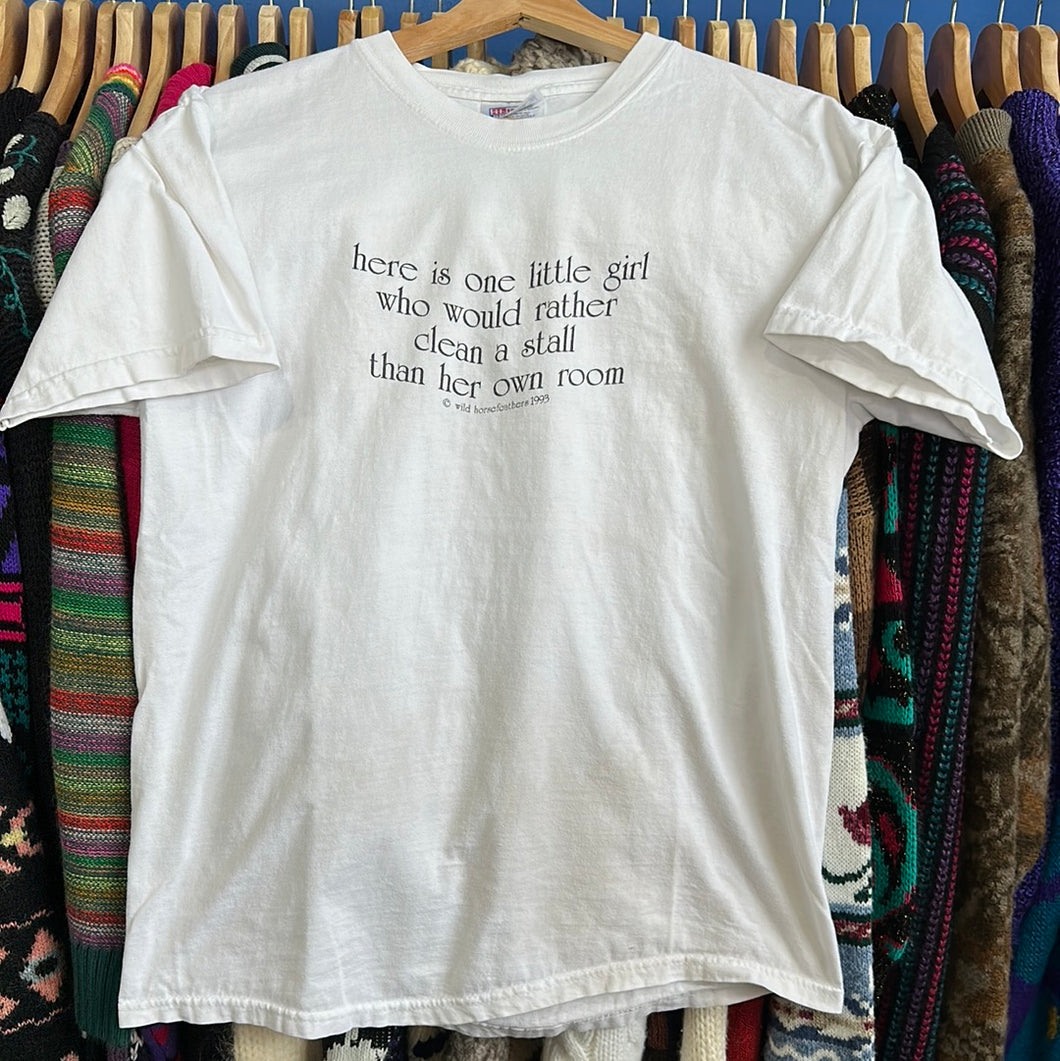 here is one little girl
who would rather
clean a stall
than her own room
© wild horsefeathers 1993